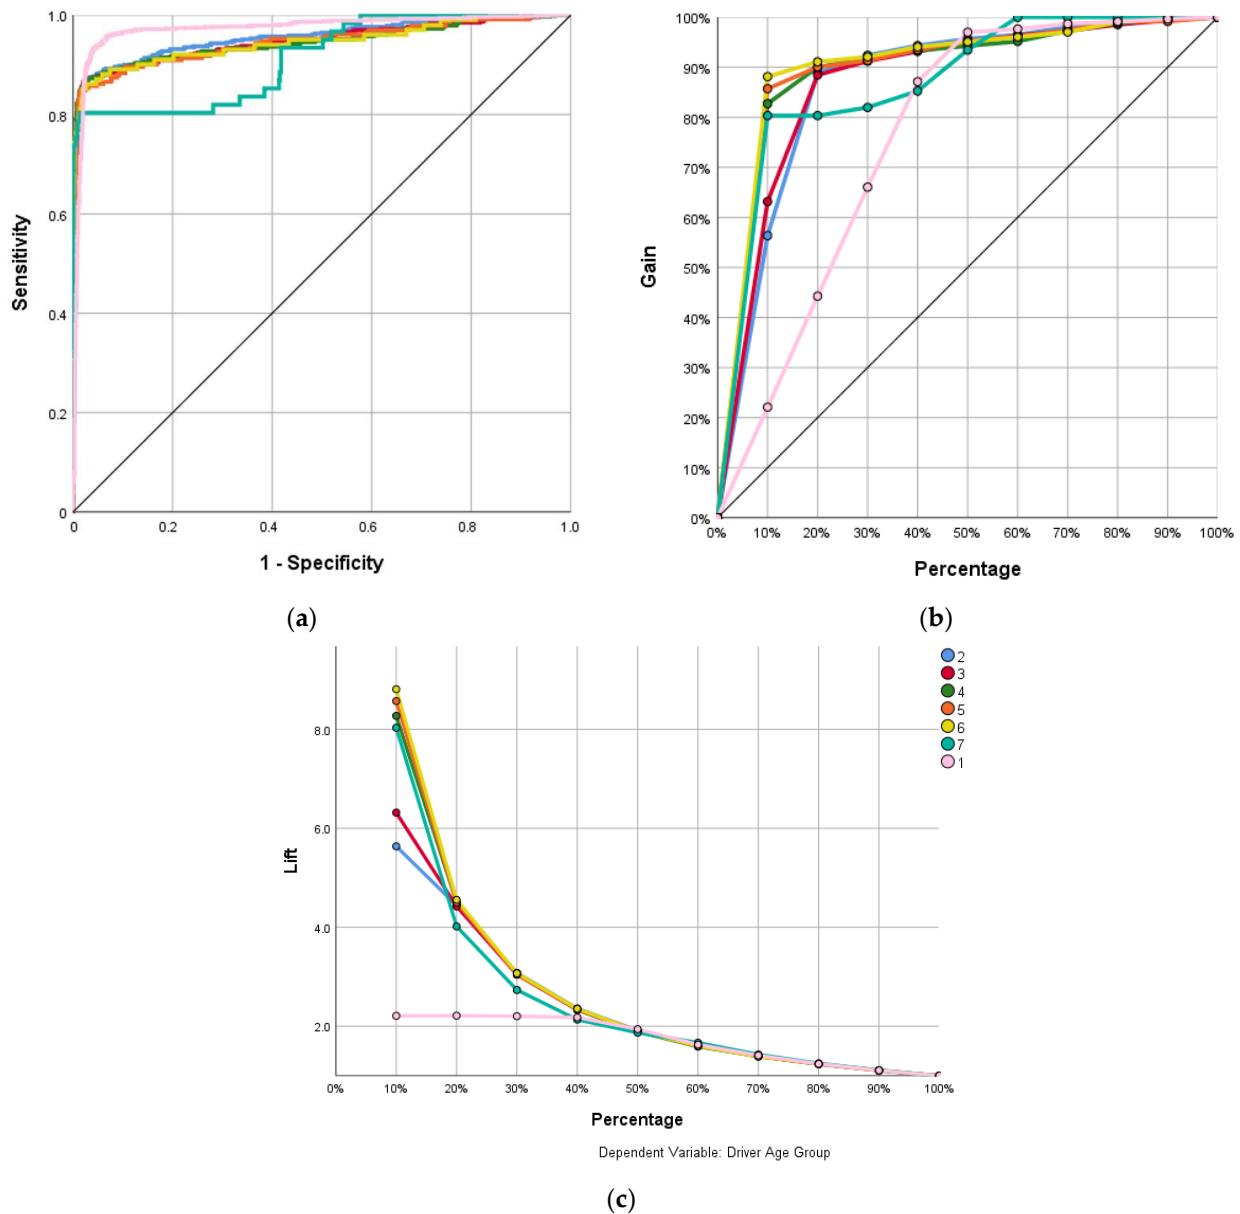 1.0
0.8
0.6
0.4
0.2
0
0 0.2 0.4 0.6 0.8 1.0
Sensitivity
1 - Specificity
(a)
100%
90%
80%
70%
60%
50%
40%
30%
20%
10%
0%
0% 10% 20% 30% 40% 50% 60% 70% 80% 90% 100%
Gain
Percentage
(b)
8.0
6.0
4.0
2.0
0% 10% 20% 30% 40% 50% 60% 70% 80% 90% 100%
Lift
Percentage
2
3
4
5
6
7
1
Dependent Variable: Driver Age Group
(c)